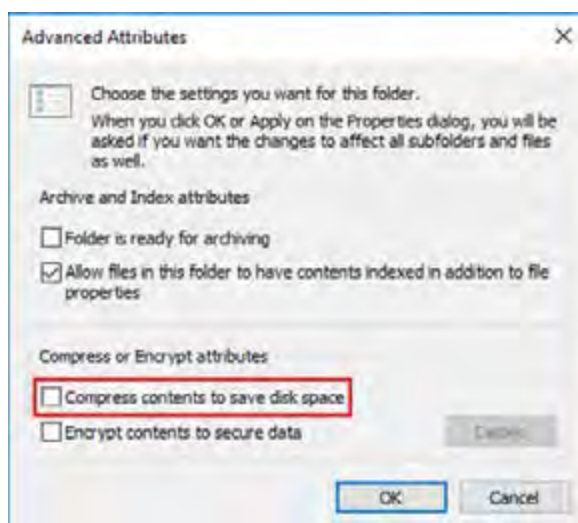 Advanced Attributes
Choose the settings you want for this folder.
When you click OK or Apply on the Properties dialog, you will be
asked if you want the changes to affect all subfolders and files
as well.
Archive and Index attributes
Folder is ready for archiving
Allow files in this folder to have contents indexed in addition to file
properties
Compress or Encrypt attributes
Compress contents to save disk space
Encrypt contents to secure data
Details
OK
Cancel